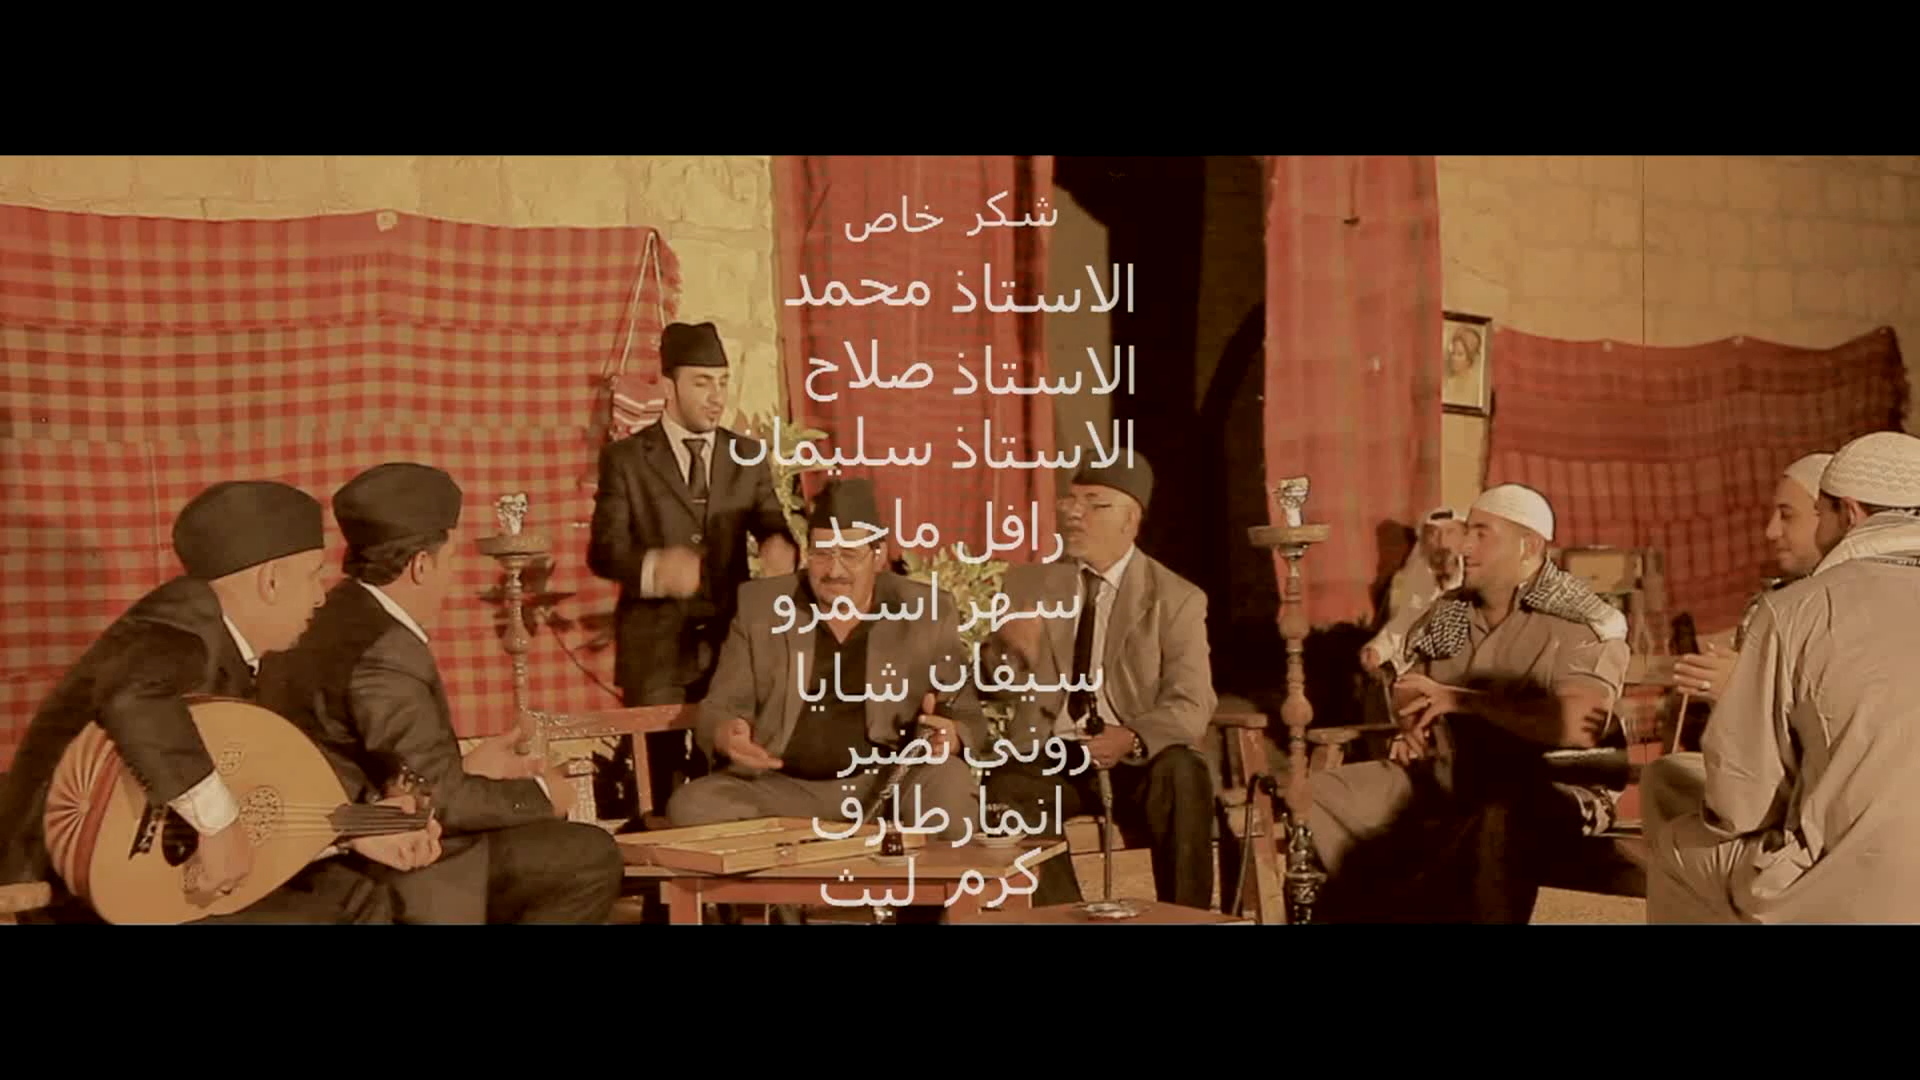 شكر خاص
الاستاذ محمد
الاستاذ صلاح
الاستاذ سليمان
رافل ماجد
سهر اسمرو
سيفان شايا
روني نضير
انمارطارق
كرم ليث